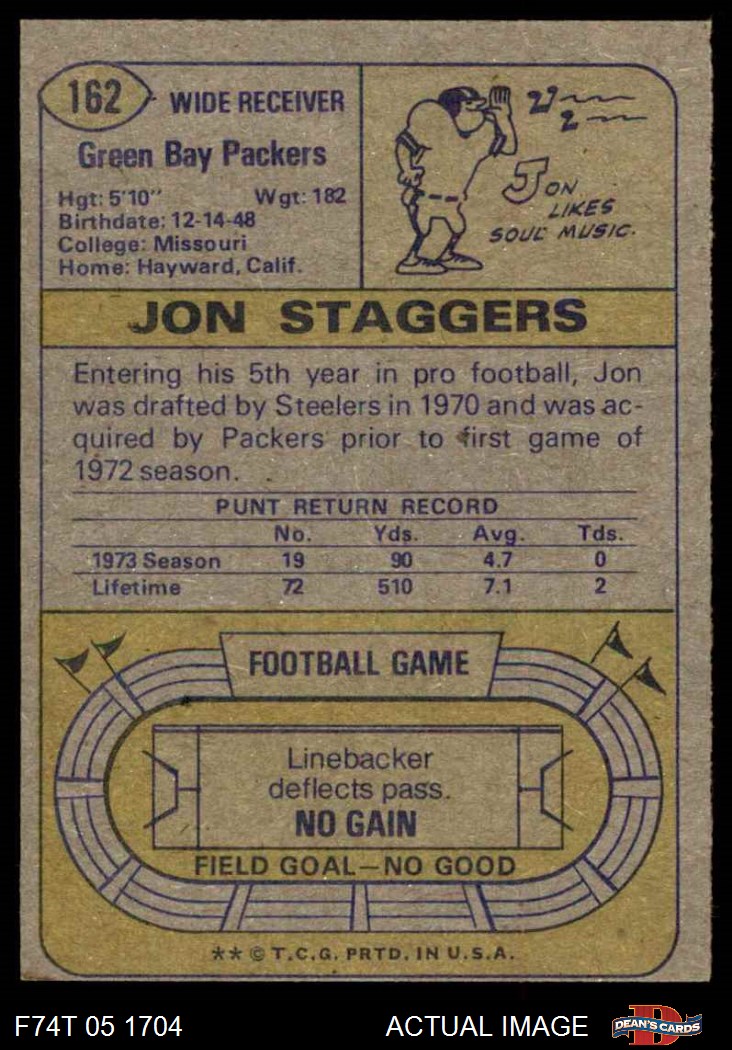 162
WIDE RECEIVER
Green Bay Packers
Hgt: 5'10" Wgt: 182
Birthdate: 12-14-48
College: Missouri
Home: Hayward, Calif.
JON
LIKES
SOUL MUSIC.
JON STAGGERS
Entering his 5th year in pro football, Jon
was drafted by Steelers in 1970 and was ac-
quired by Packers prior to first game of
1972 season.
PUNT RETURN RECORD
No. Yds. Avg. Tds.
1973 Season 19 90 4.7 0
Lifetime 72 510 7.1 2
FOOTBALL GAME
Linebacker
deflects pass.
NO GAIN
FIELD GOAL—NO GOOD
** © T.C.G. PRTD. IN U.S.A.
F74T 05 1704 ACTUAL IMAGE
D
DEAN'S CARDS